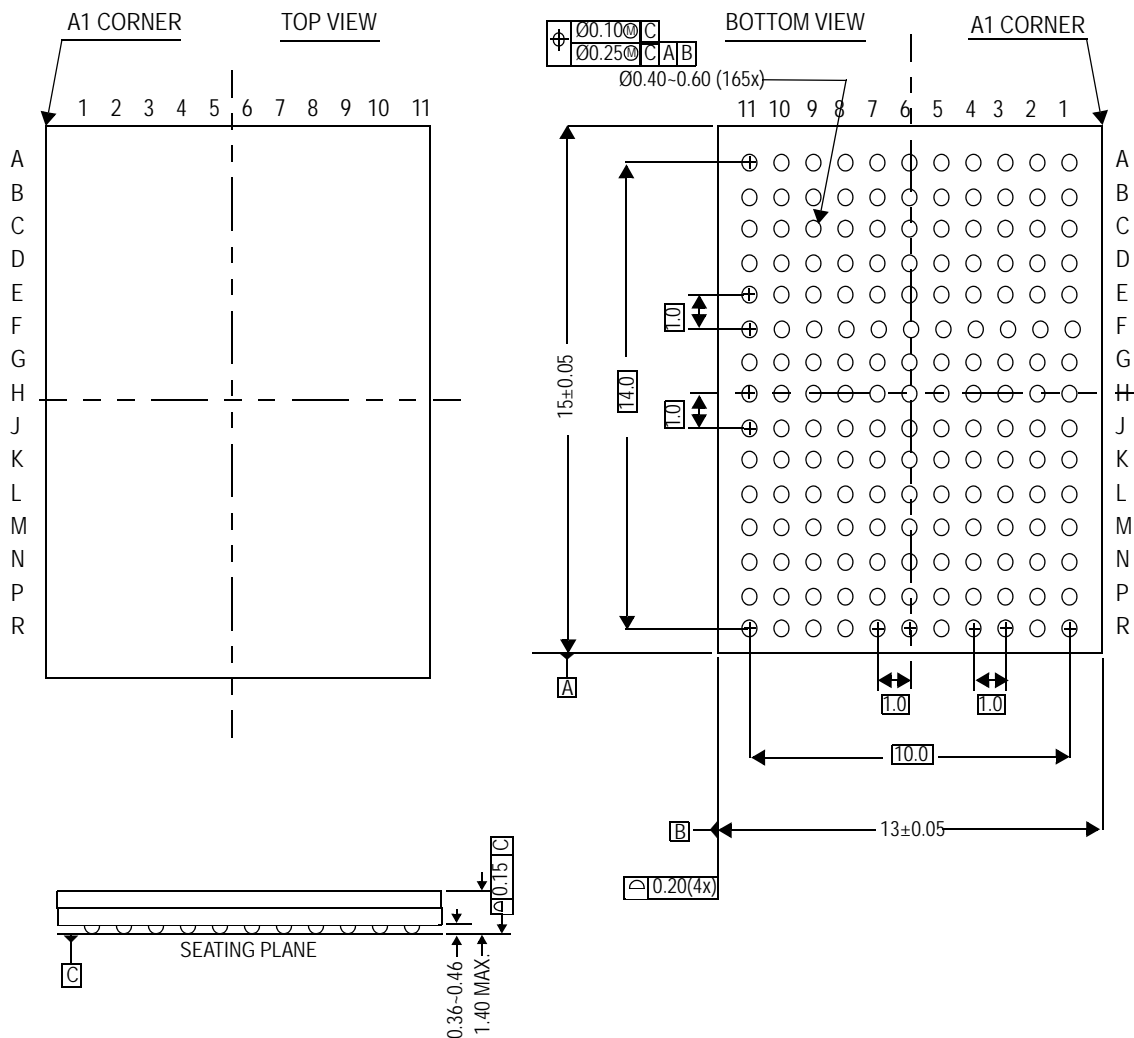 A1 CORNER
TOP VIEW
1 2 3 4 5 6 7 8 9 10 11
A
B
C
D
E
F
G
H
J
K
L
M
N
P
R
Ø0.10Ⓜ C
Ø0.25Ⓜ C A B
BOTTOM VIEW
A1 CORNER
Ø0.40~0.60 (165x)
11 10 9 8 7 6 5 4 3 2 1
A
B
C
D
E
F
G
H
J
K
L
M
N
P
R
15±0.05
14.0
1.0
1.0
A
1.0
1.0
10.0
B
13±0.05
0.20(4x)
0.15 C
SEATING PLANE
C
0.36~0.46
1.40 MAX.